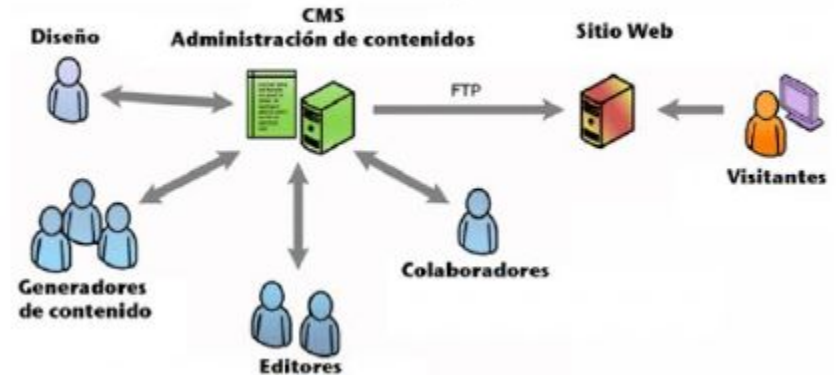 CMS
Administración de contenidos
Diseño
Sitio Web
FTP
Visitantes
Colaboradores
Generadores
de contenido
Editores